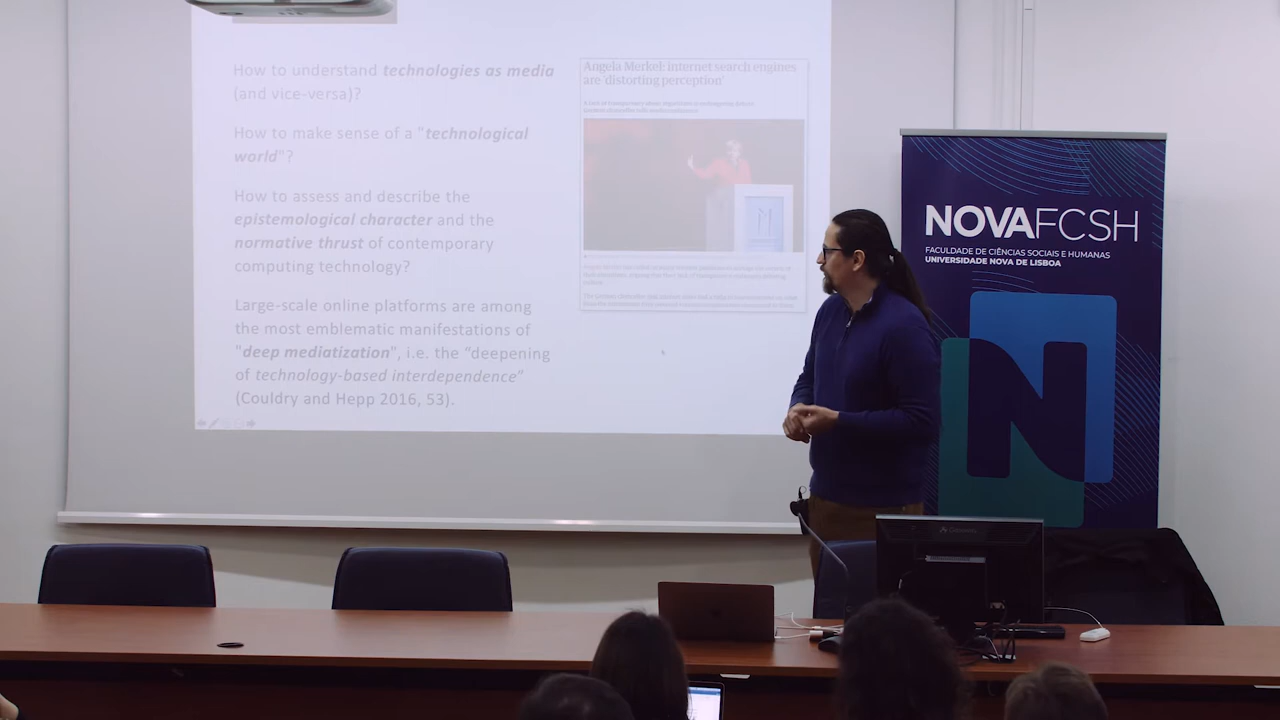 How to understand technologies as media
(and vice-versa)?
How to make sense of a "technological
world"?
How to assess and describe the
epistemological character and the
normative thrust of contemporary
computing technology?
Large-scale online platforms are among
the most emblematic manifestations of
"deep mediatization", i.e. the “deepening
of technology-based interdependence”
(Couldry and Hepp 2016, 53).
Angela Merkel: internet search engines
are 'distorting perception'
NOVAFCSH
FACULDADE DE CIÊNCIAS SOCIAIS E HUMANAS
UNIVERSIDADE NOVA DE LISBOA
N